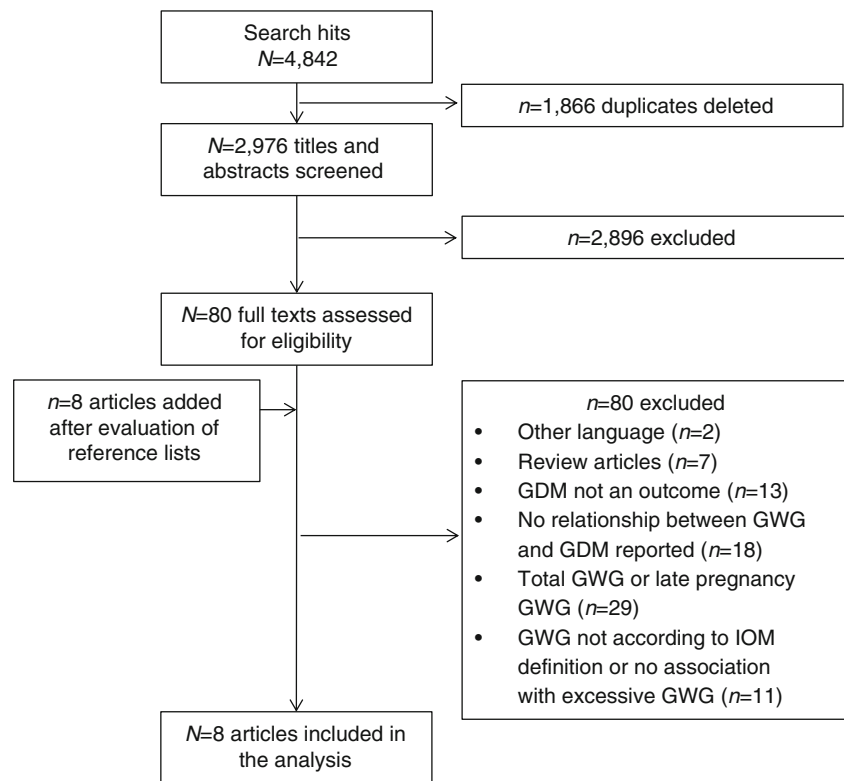 Search hits
N=4,842
n=1,866 duplicates deleted
N=2,976 titles and
abstracts screened
n=2,896 excluded
N=80 full texts assessed
for eligibility
n=8 articles added
after evaluation of
reference lists
n=80 excluded
• Other language (n=2)
• Review articles (n=7)
• GDM not an outcome (n=13)
• No relationship between GWG
and GDM reported (n=18)
• Total GWG or late pregnancy
GWG (n=29)
• GWG not according to IOM
definition or no association
with excessive GWG (n=11)
N=8 articles included in
the analysis